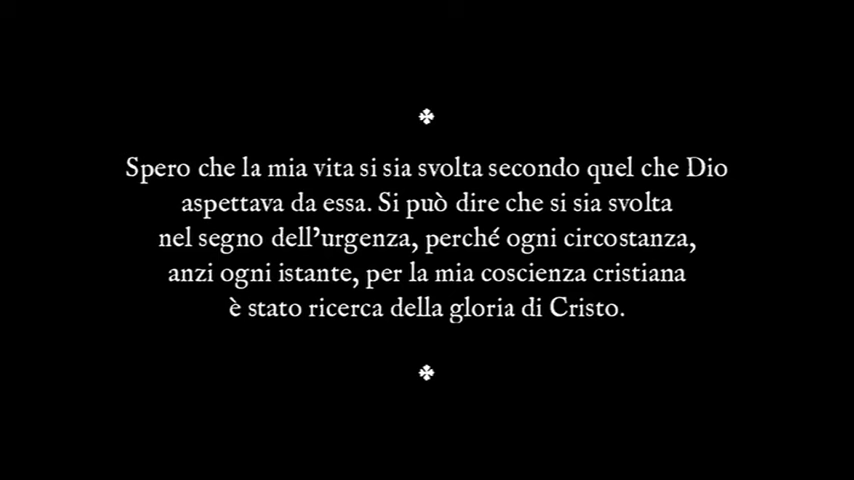 Spero che la mia vita si sia svolta secondo quel che Dio
aspettava da essa. Si può dire che si sia svolta
nel segno dell'urgenza, perché ogni circostanza,
anzi ogni istante, per la mia coscienza cristiana
è stato ricerca della gloria di Cristo.